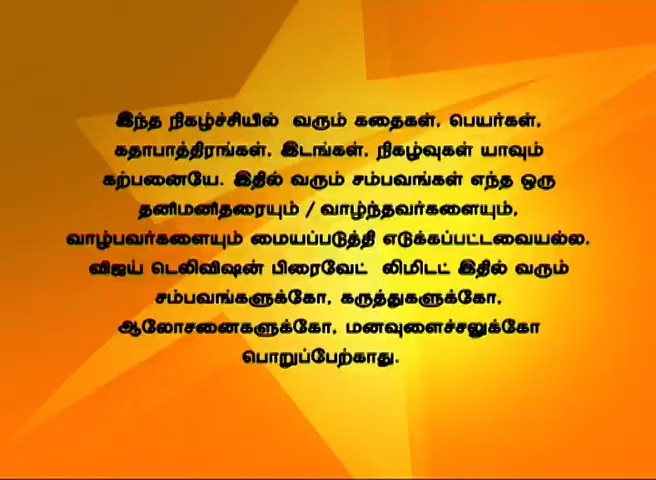 இந்த நிகழ்ச்சியில் வரும் கதைகள், பெயர்கள்,
கதாபாத்திரங்கள், இடங்கள், நிகழ்வுகள் யாவும்
கற்பனையே. இதில் வரும் சம்பவங்கள் எந்த ஒரு
தனிமனிதரையும் / வாழ்ந்தவர்களையும்,
வாழ்பவர்களையும் மையப்படுத்தி எடுக்கப்பட்டவையல்ல.
விஜய் டெலிவிஷன் பிரைவேட் லிமிடட் இதில் வரும்
சம்பவங்களுக்கோ, கருத்துகளுக்கோ,
ஆலோசனைகளுக்கோ, மனவுளைச்சலுக்கோ
பொறுப்பேற்காது.